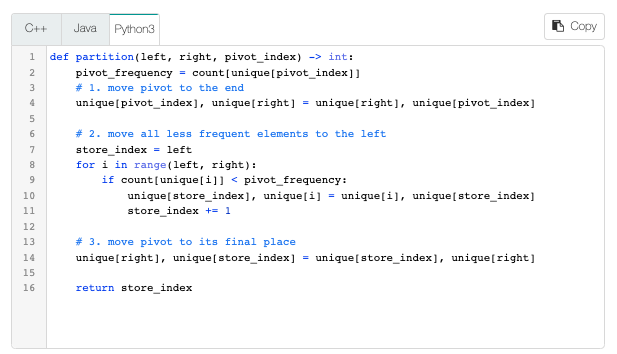 C++ Java Python3 Copy
1 def partition(left, right, pivot_index) -> int:
2     pivot_frequency = count[unique[pivot_index]]
3     # 1. move pivot to the end
4     unique[pivot_index], unique[right] = unique[right], unique[pivot_index]
5
6     # 2. move all less frequent elements to the left
7     store_index = left
8     for i in range(left, right):
9         if count[unique[i]] < pivot_frequency:
10             unique[store_index], unique[i] = unique[i], unique[store_index]
11             store_index += 1
12
13     # 3. move pivot to its final place
14     unique[right], unique[store_index] = unique[store_index], unique[right]
15
16     return store_index